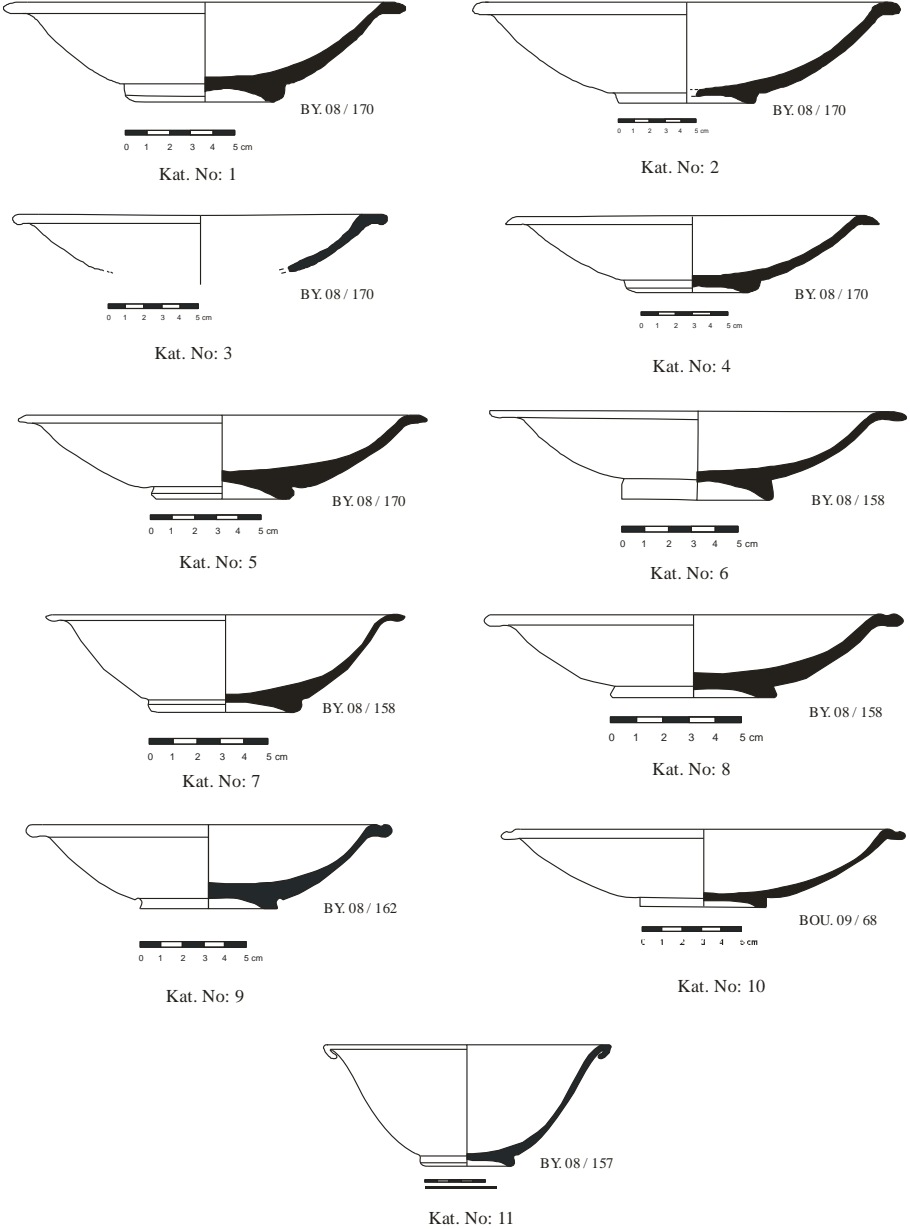 BY. 08 / 170
0 1 2 3 4 5 cm
Kat. No: 1
BY. 08 / 170
0 1 2 3 4 5 cm
Kat. No: 2
BY. 08 / 170
0 1 2 3 4 5 cm
Kat. No: 3
BY. 08 / 170
0 1 2 3 4 5 cm
Kat. No: 4
BY. 08 / 170
0 1 2 3 4 5 cm
Kat. No: 5
BY. 08 / 158
0 1 2 3 4 5 cm
Kat. No: 6
BY. 08 / 158
0 1 2 3 4 5 cm
Kat. No: 7
BY. 08 / 158
0 1 2 3 4 5 cm
Kat. No: 8
BY. 08 / 162
0 1 2 3 4 5 cm
Kat. No: 9
BOU. 09 / 68
1 2 3 4 5 cm
Kat. No: 10
BY. 08 / 157
Kat. No: 11